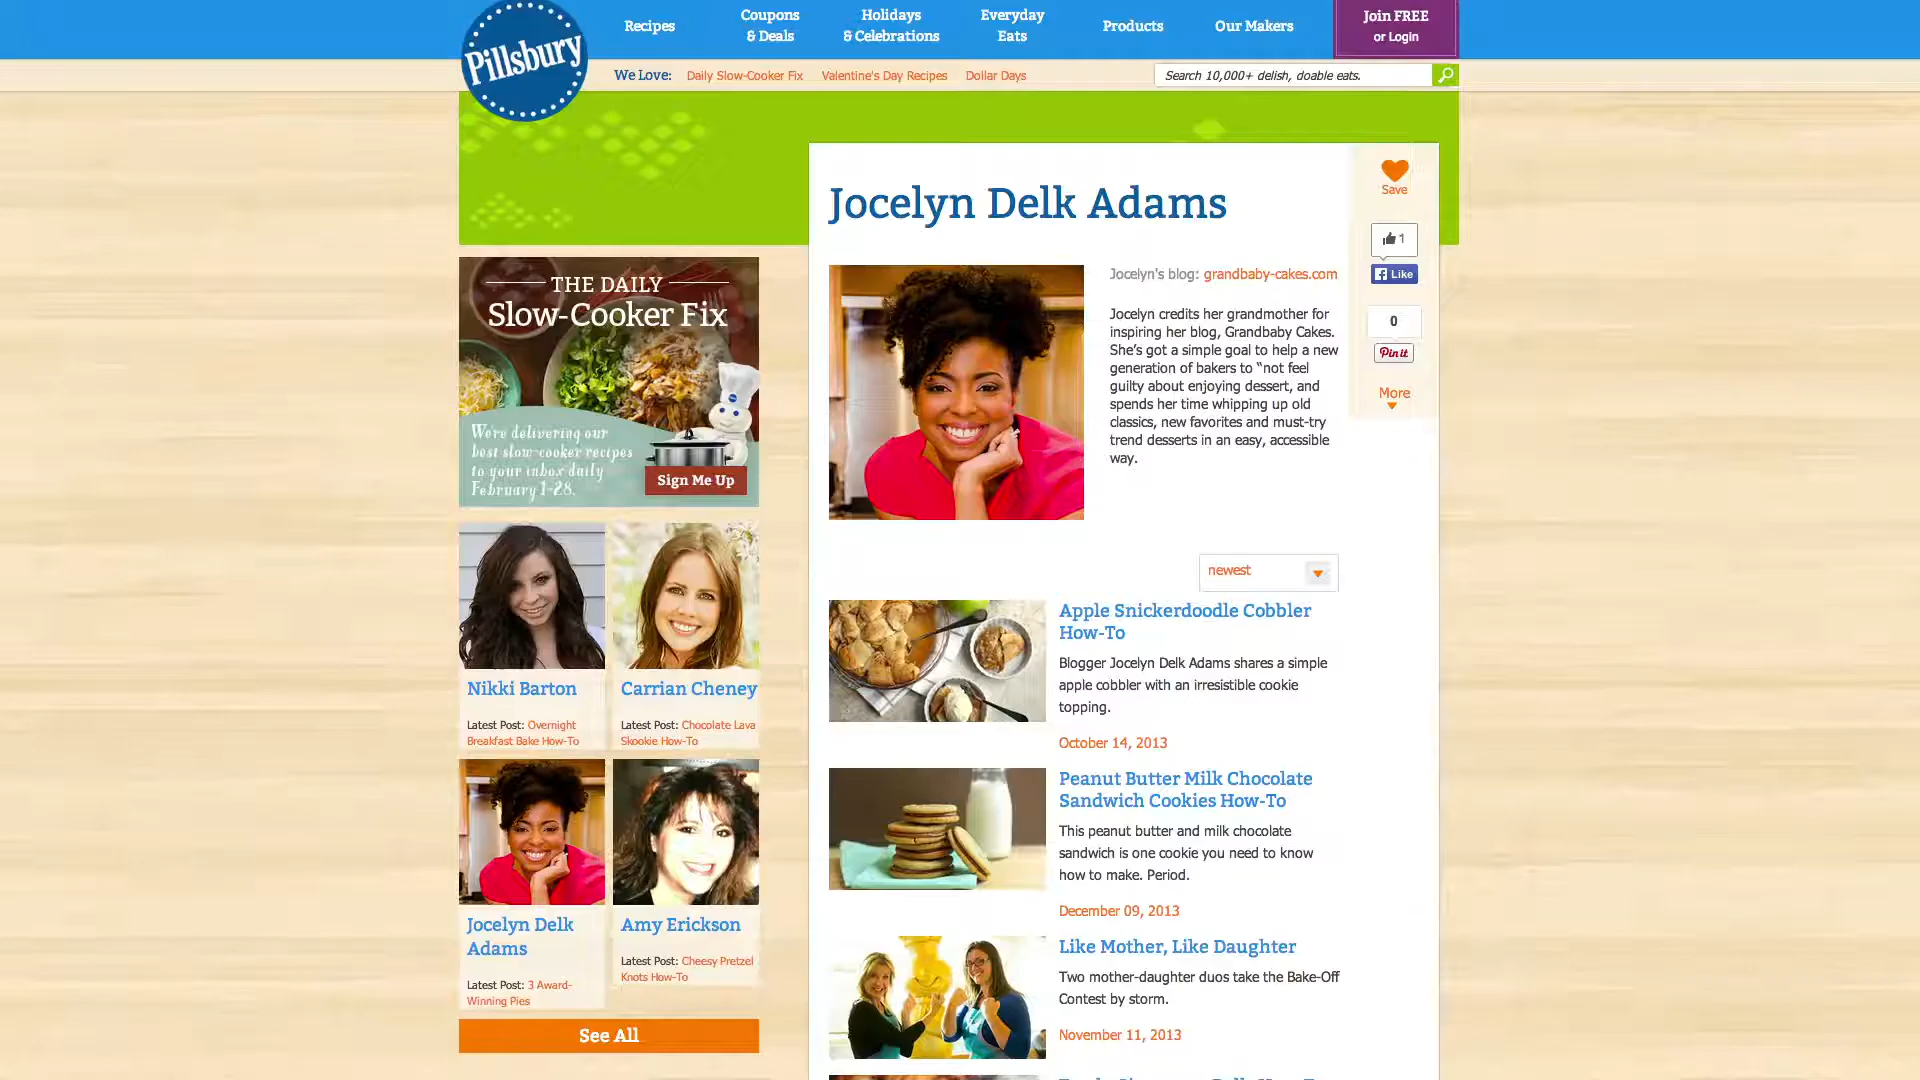 Pillsbury
Recipes
Coupons
& Deals
Holidays
& Celebrations
Everyday
Eats
Products
Our Makers
Join FREE
or Login
We Love: Daily Slow-Cooker Fix Valentine's Day Recipes Dollar Days
Search 10,000+ delish, doable eats.
Jocelyn Delk Adams
Save
1
Like
0
Pin it
More
Jocelyn's blog: grandbaby-cakes.com
Jocelyn credits her grandmother for
inspiring her blog, Grandbaby Cakes.
She's got a simple goal to help a new
generation of bakers to “not feel
guilty about enjoying dessert, and
spends her time whipping up old
classics, new favorites and must-try
trend desserts in an easy, accessible
way.
THE DAILY
Slow-Cooker Fix
We're delivering our
best slow-cooker recipes
to your inbox daily
February 1-28.
Sign Me Up
Nikki Barton
Latest Post: Overnight
Breakfast Bake How-To
Carrian Cheney
Latest Post: Chocolate Lava
Skookie How-To
Jocelyn Delk
Adams
Latest Post: 3 Award-
Winning Pies
Amy Erickson
Latest Post: Cheesy Pretzel
Knots How-To
See All
newest
Apple Snickerdoodle Cobbler
How-To
Blogger Jocelyn Delk Adams shares a simple
apple cobbler with an irresistible cookie
topping.
October 14, 2013
Peanut Butter Milk Chocolate
Sandwich Cookies How-To
This peanut butter and milk chocolate
sandwich is one cookie you need to know
how to make. Period.
December 09, 2013
Like Mother, Like Daughter
Two mother-daughter duos take the Bake-Off
Contest by storm.
November 11, 2013